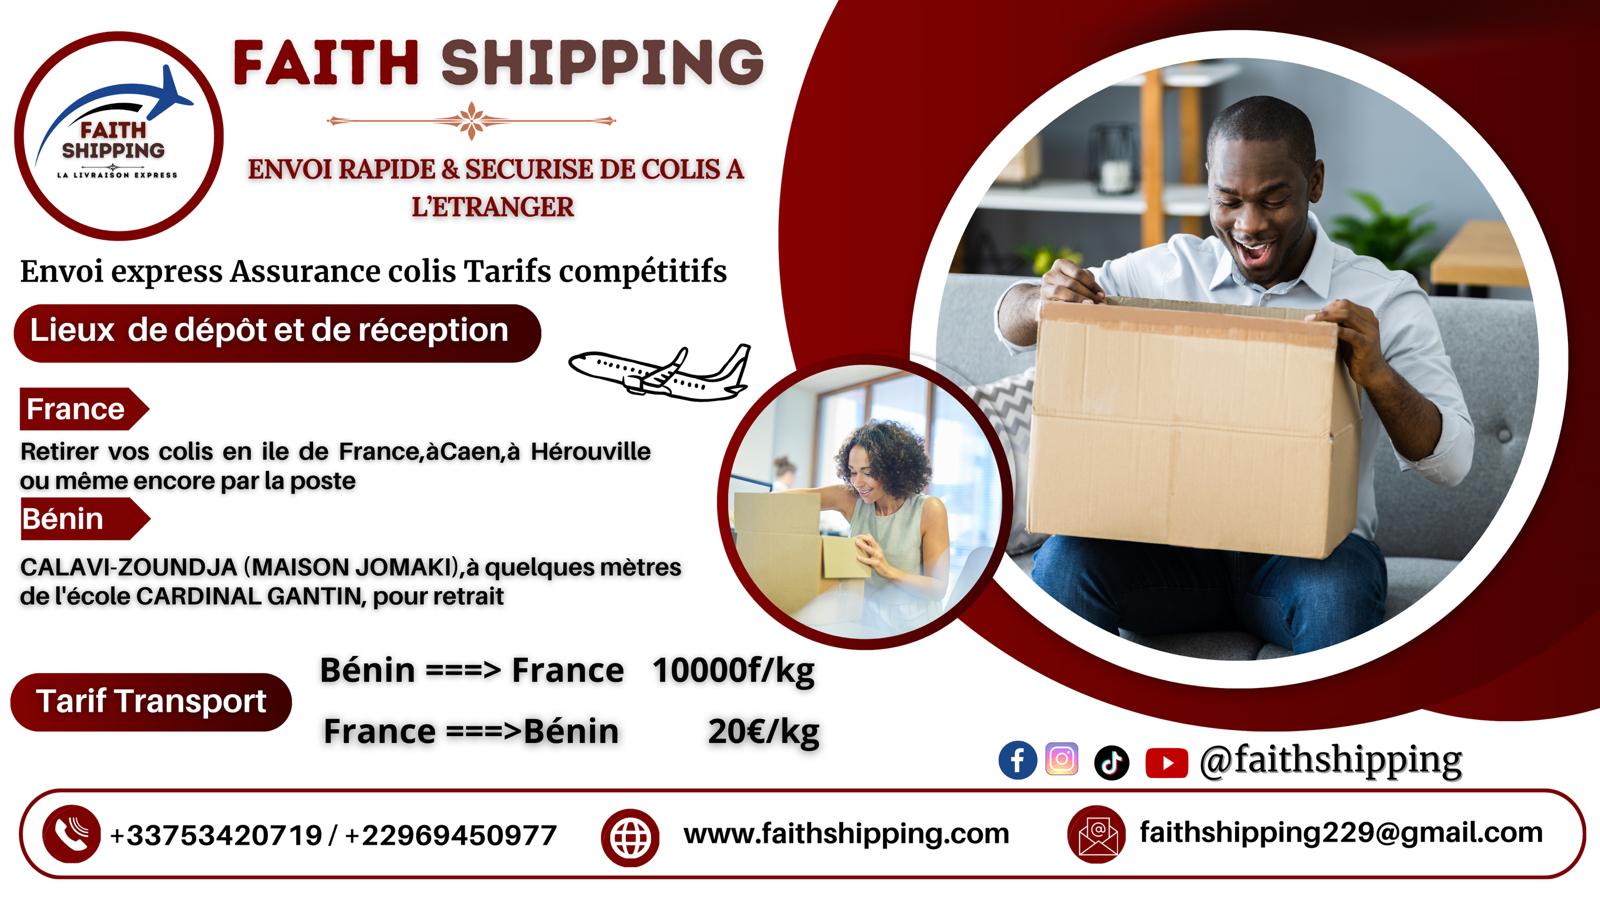 FAITH
SHIPPING
LA LIVRAISON EXPRESS
FAITH SHIPPING
ENVOI RAPIDE & SECURISE DE COLIS A
L'ETRANGER
Envoi express Assurance colis Tarifs compétitifs
Lieux de dépôt et de réception
France
Retirer vos colis en ile de France,àCaen,à Hérouville
ou même encore par la poste
Bénin
CALAVI-ZOUNDJA (MAISON JOMAKI),à quelques mètres
de l'école CARDINAL GANTIN, pour retrait
Tarif Transport
Bénin ===> France 10000f/kg
France ===>Bénin 20€/kg
@faithshipping
+33753420719 / +22969450977
www.faithshipping.com
faithshipping229@gmail.com